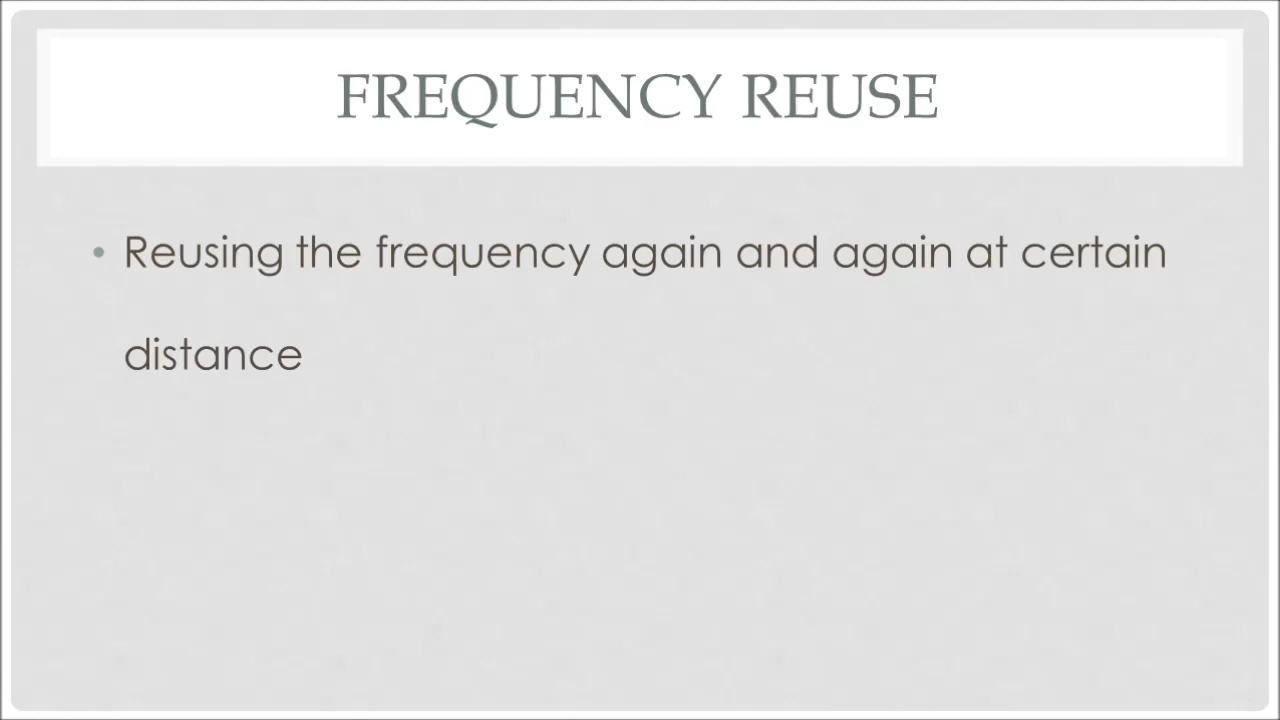 FREQUENCY REUSE
• Reusing the frequency again and again at certain
distance